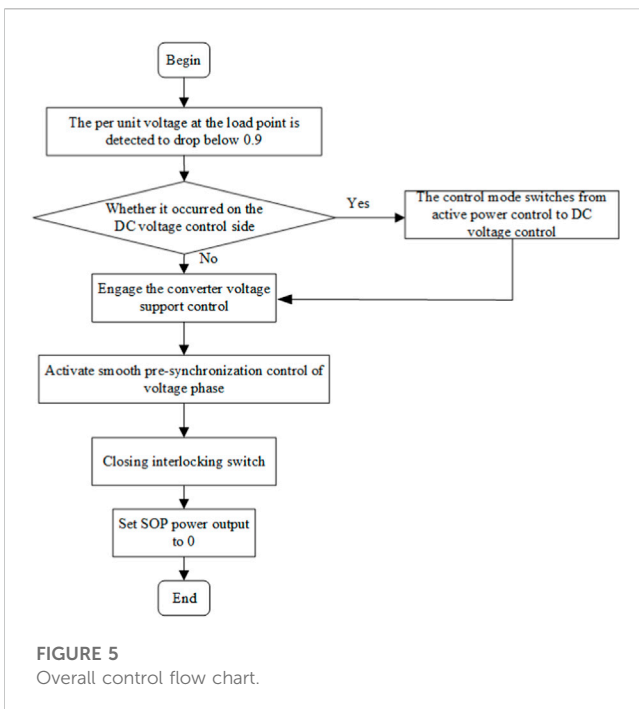 Begin
The per unit voltage at the load point is
detected to drop below 0.9
Whether it occurred on the
DC voltage control side
Yes
The control mode switches from
active power control to DC
voltage control
No
Engage the converter voltage
support control
Activate smooth pre-synchronization control of
voltage phase
Closing interlocking switch
Set SOP power output
to 0
End
FIGURE 5
Overall control flow chart.